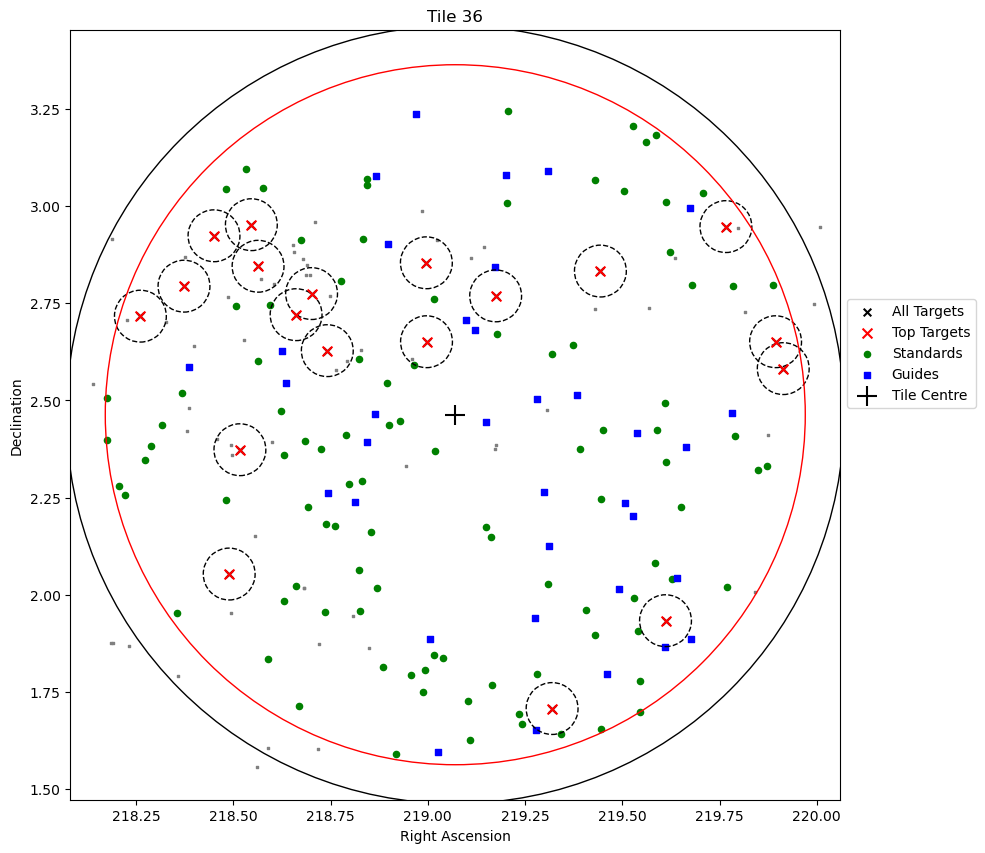 Tile 36
3.25
3.00
2.75
2.50
2.25
2.00
1.75
1.50
Declination
218.25 218.50 218.75 219.00 219.25 219.50 219.75 220.00
Right Ascension
All Targets
Top Targets
Standards
Guides
Tile Centre